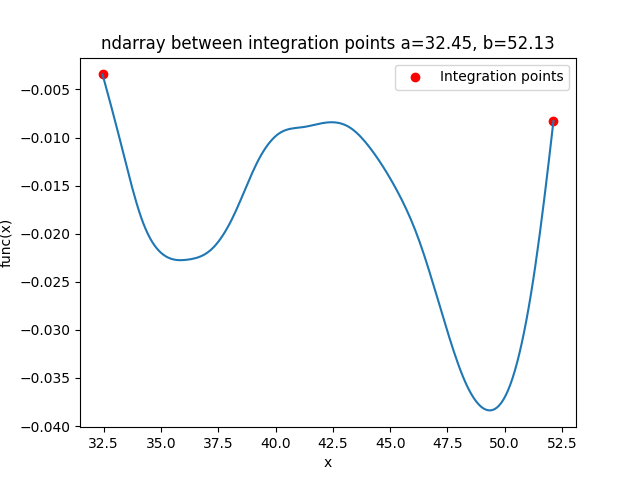 ndarray between integration points a=32.45, b=52.13
Integration points
−0.005
−0.010
−0.015
−0.020
−0.025
−0.030
−0.035
−0.040
func(x)
32.5 35.0 37.5 40.0 42.5 45.0 47.5 50.0 52.5
x